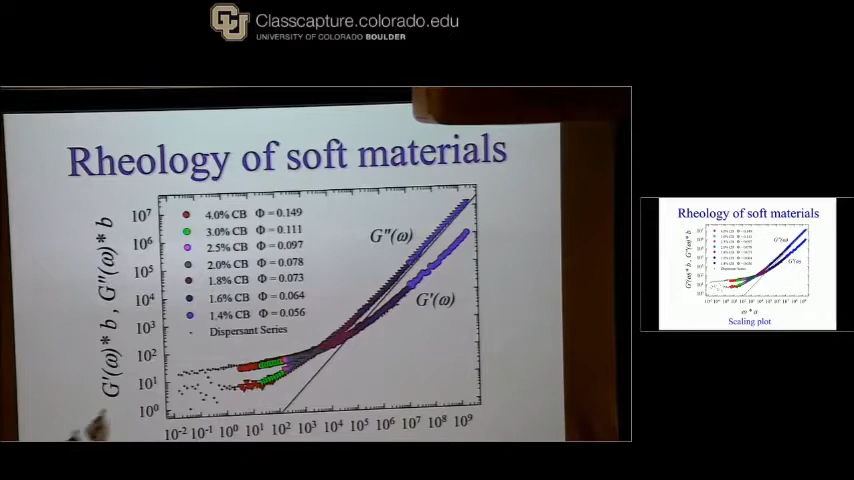 Classcapture.colorado.edu
UNIVERSITY OF COLORADO BOULDER
Rheology of soft materials
G'(ω)* b , G"(ω)* b
10⁷
10⁶
10⁵
10⁴
10³
10²
10¹
10⁰
4.0% CB Φ = 0.149
3.0% CB Φ = 0.111
2.5% CB Φ = 0.097
2.0% CB Φ = 0.078
1.8% CB Φ = 0.073
1.6% CB Φ = 0.064
1.4% CB Φ = 0.056
Dispersant Series
G"(ω)
G'(ω)
10⁻² 10⁻¹ 10⁰ 10¹ 10² 10³ 10⁴ 10⁵ 10⁶ 10⁷ 10⁸ 10⁹
Rheology of soft materials
G'(ω)* b , G"(ω)* b
G"(ω)
G'(ω)
Dispersant Series
ω * a
Scaling plot